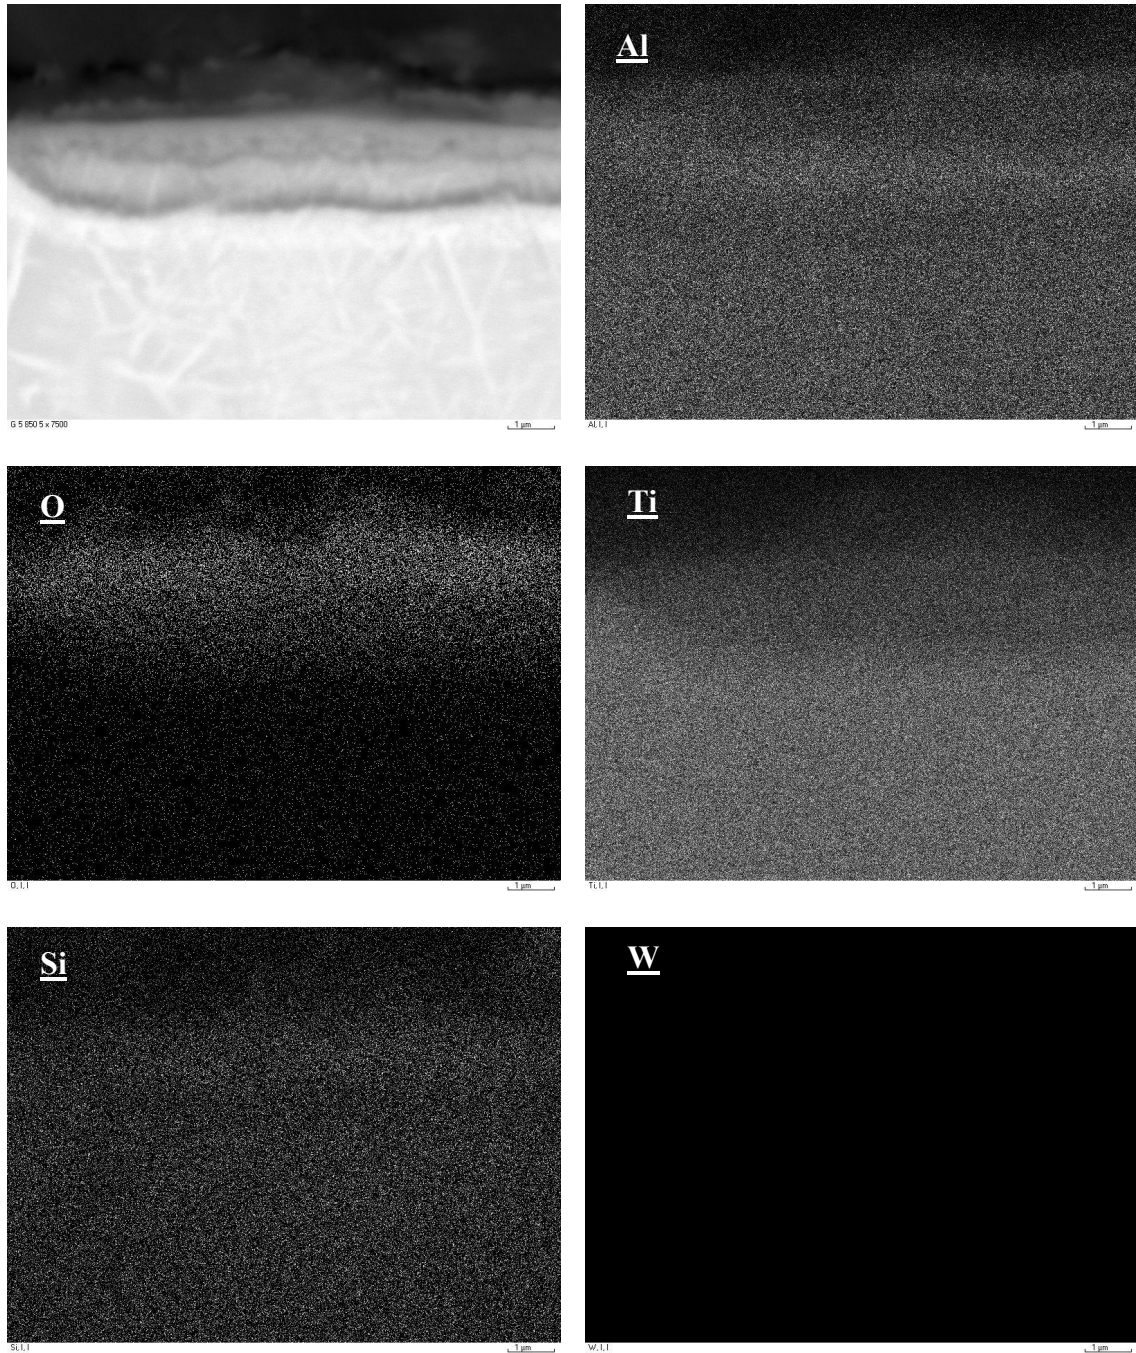 Al
G 5 850 5 x 7500
1 µm
Al, I, I
1 µm
O
Ti
O, I, I
1 µm
Ti, I, I
1 µm
Si
W
Si, I, I
1 µm
W, I, I
1 µm